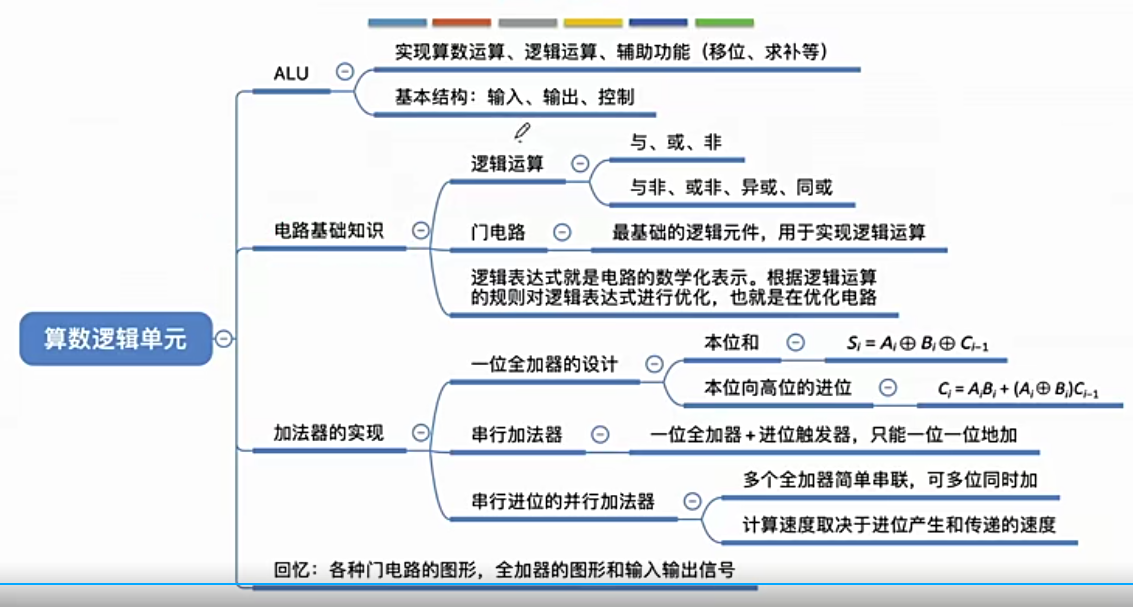 ALU
实现算数运算、逻辑运算、辅助功能（移位、求补等）
基本结构：输入、输出、控制
逻辑运算
与、或、非
与非、或非、异或、同或
电路基础知识
门电路
最基础的逻辑元件，用于实现逻辑运算
逻辑表达式就是电路的数学化表示。根据逻辑运算
的规则对逻辑表达式进行优化，也就是在优化电路
算数逻辑单元
一位全加器的设计
本位和
Sᵢ = Aᵢ⊕ Bᵢ⊕ Cᵢ₋₁
本位向高位的进位
Cᵢ = AᵢBᵢ + (Aᵢ⊕ Bᵢ)Cᵢ₋₁
加法器的实现
串行加法器
一位全加器 + 进位触发器，只能一位一位地加
串行进位的并行加法器
多个全加器简单串联，可多位同时加
计算速度取决于进位产生和传递的速度
回忆：各种门电路的图形，全加器的图形和输入输出信号